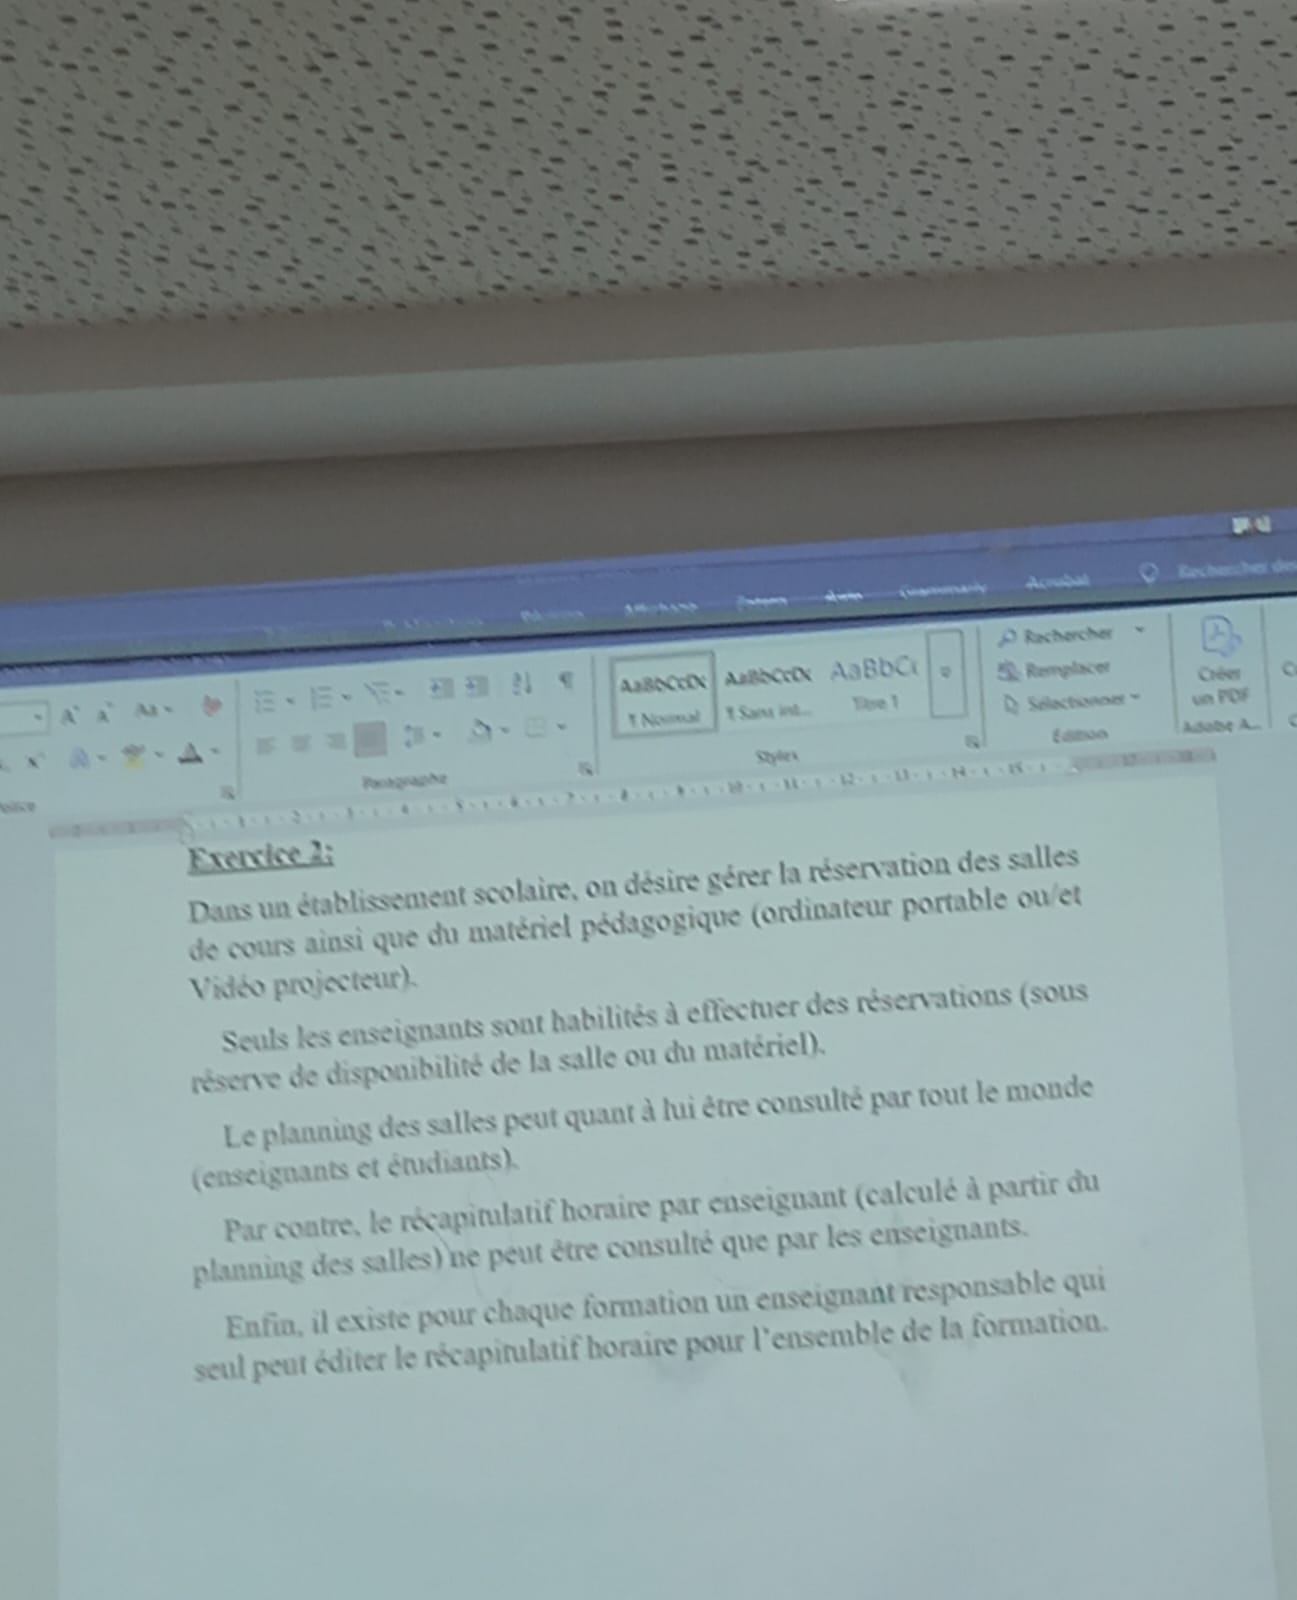 Acrobat
Rechercher
AaBbCcDc AaBbCcDc AaBbCc
Remplacer
Créer
¶ Normal ¶ Sans int... Titre 1
Sélectionner
un PDF
Paragraphe
Styles
Édition
Adobe A...
Exercice 2:
Dans un établissement scolaire, on désire gérer la réservation des salles
de cours ainsi que du matériel pédagogique (ordinateur portable ou/et
Vidéo projecteur).
Seuls les enseignants sont habilités à effectuer des réservations (sous
réserve de disponibilité de la salle ou du matériel).
Le planning des salles peut quant à lui être consulté par tout le monde
(enseignants et étudiants).
Par contre, le récapitulatif horaire par enseignant (calculé à partir du
planning des salles) ne peut être consulté que par les enseignants.
Enfin, il existe pour chaque formation un enseignant responsable qui
seul peut éditer le récapitulatif horaire pour l'ensemble de la formation.